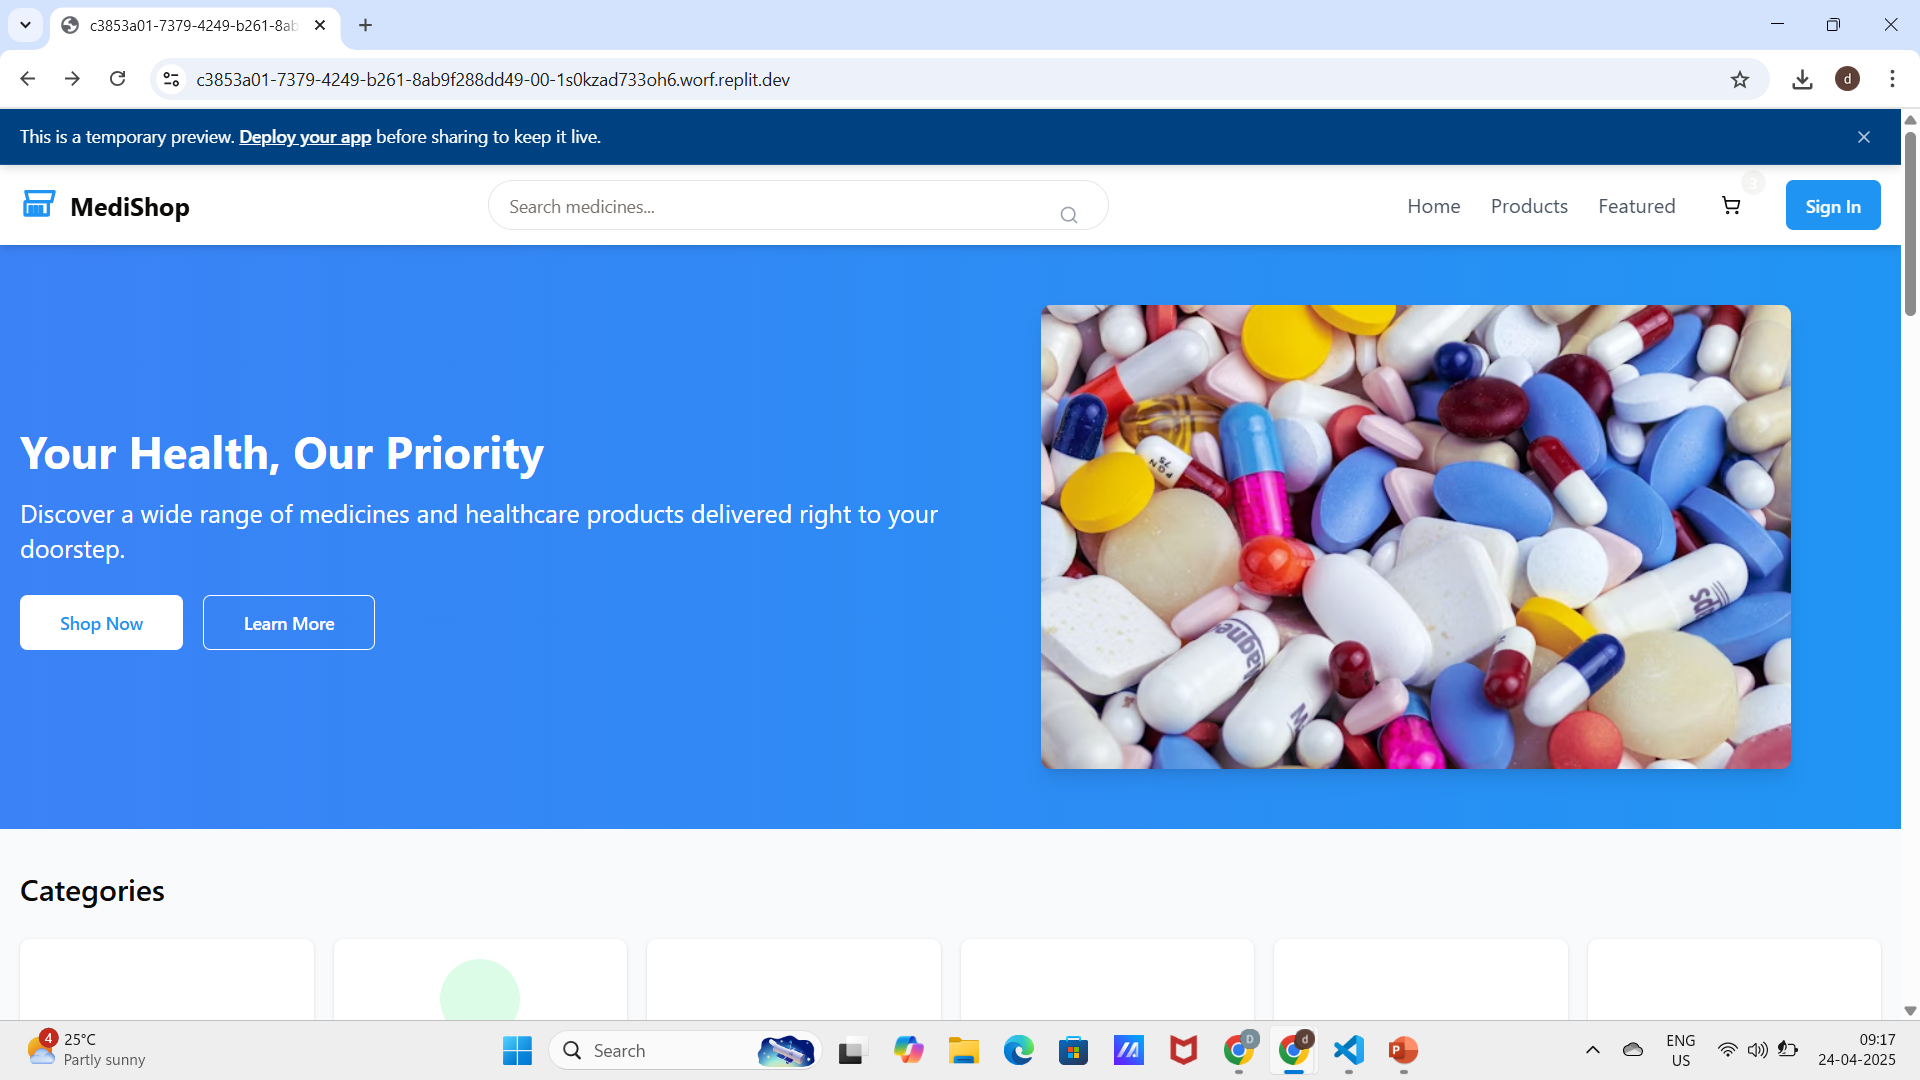 c3853a01-7379-4249-b261-8ab
c3853a01-7379-4249-b261-8ab9f288dd49-00-1s0kzad733oh6.worf.replit.dev
d
This is a temporary preview. Deploy your app before sharing to keep it live.
MediShop
Search medicines...
Home
Products
Featured
3
Sign In
Your Health, Our Priority
Discover a wide range of medicines and healthcare products delivered right to your
doorstep.
Shop Now
Learn More
PGN
75
Categories
4
25°C
Partly sunny
Search
D
d
P
ENG
US
09:17
24-04-2025